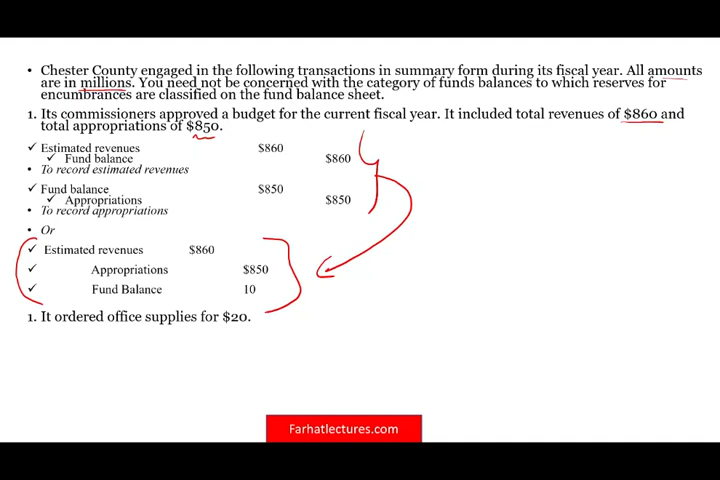 • Chester County engaged in the following transactions in summary form during its fiscal year. All amounts
are in millions. You need not be concerned with the category of funds balances to which reserves for
encumbrances are classified on the fund balance sheet.
1. Its commissioners approved a budget for the current fiscal year. It included total revenues of $860 and
total appropriations of $850.
✓ Estimated revenues $860
✓ Fund balance $860
• To record estimated revenues
✓ Fund balance $850
✓ Appropriations $850
• To record appropriations
• Or
✓ Estimated revenues $860
✓ Appropriations $850
✓ Fund Balance 10
1. It ordered office supplies for $20.
Farhatlectures.com